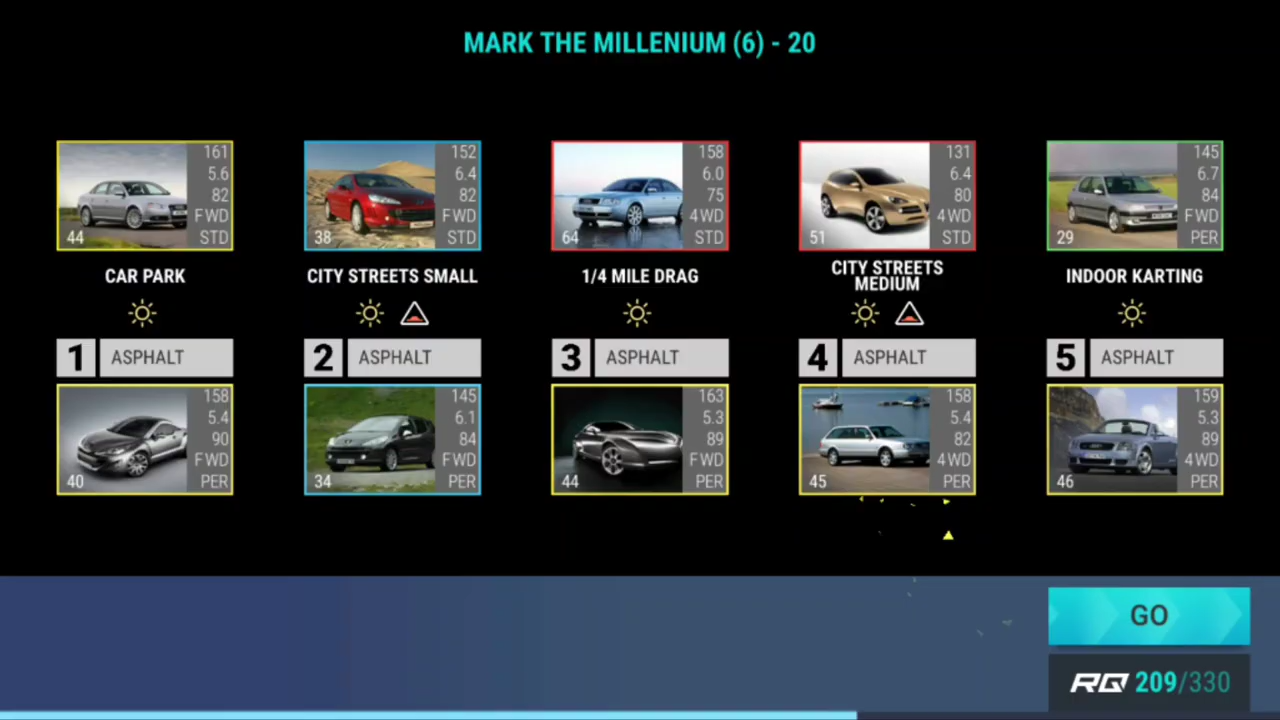 MARK THE MILLENIUM (6) - 20
161
5.6
82
FWD
STD
44
152
6.4
82
FWD
STD
38
158
6.0
75
4WD
STD
64
131
6.4
80
4WD
STD
51
145
6.7
84
FWD
PER
29
CAR PARK
CITY STREETS SMALL
1/4 MILE DRAG
CITY STREETS
MEDIUM
INDOOR KARTING
1 ASPHALT
2 ASPHALT
3 ASPHALT
4 ASPHALT
5 ASPHALT
158
5.4
90
FWD
PER
40
145
6.1
84
FWD
PER
34
163
5.3
89
FWD
PER
44
158
5.4
82
4WD
PER
45
159
5.3
89
4WD
PER
46
GO
RQ 209/330